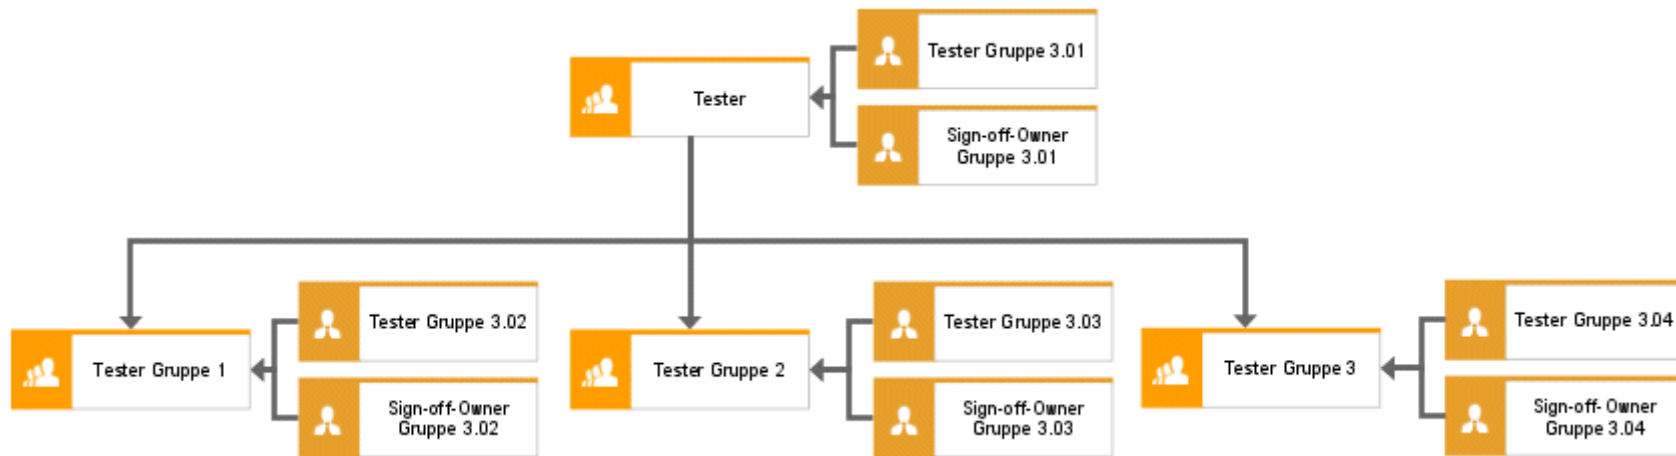 Tester Gruppe 3.01
Tester
Sign-off-Owner
Gruppe 3.01
Tester Gruppe 3.02
Tester Gruppe 1
Sign-off-Owner
Gruppe 3.02
Tester Gruppe 3.03
Tester Gruppe 2
Sign-off-Owner
Gruppe 3.03
Tester Gruppe 3.04
Tester Gruppe 3
Sign-off-Owner
Gruppe 3.04